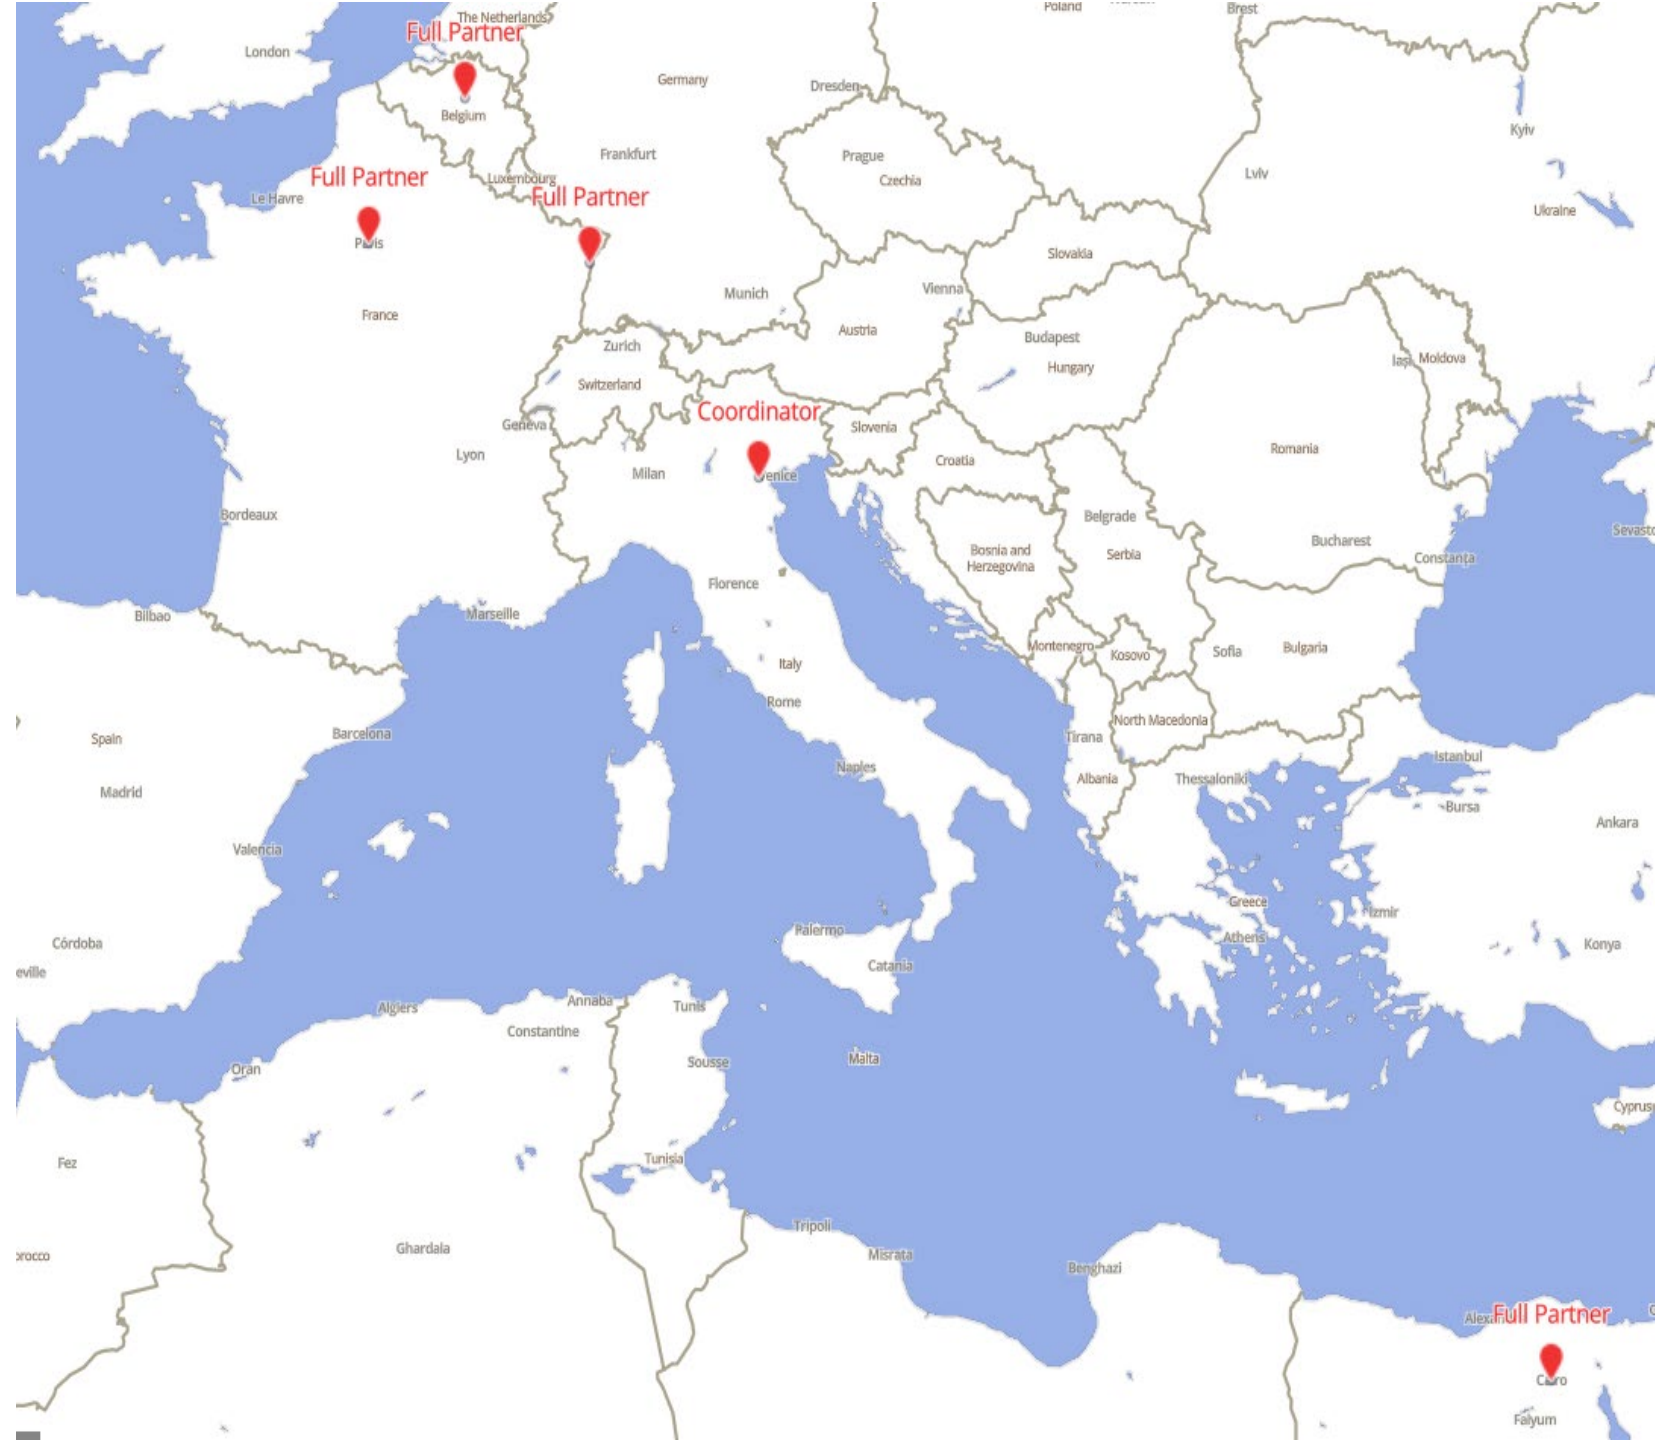 Poland
Brest
The Netherlands
Full Partner
London
Germany
Dresden
Belgium
Kyiv
Frankfurt
Prague
Czechia
Lviv
Luxembourg
Full Partner
Full Partner
Le Havre
Ukraine
Paris
Slovakia
Munich
Vienna
France
Austria
Budapest
Zurich
Hungary
Iași
Moldova
Switzerland
Coordinator
Geneva
Slovenia
Lyon
Croatia
Romania
Milan
enice
Bordeaux
Belgrade
Sevasto
Bucharest
Bosnia and
Herzegovina
Serbia
Constanța
Florence
Bilbao
Marseille
Montenegro
Kosovo
Sofia
Bulgaria
Italy
Rome
North Macedonia
Spain
Barcelona
Tirana
Istanbul
Naples
Albania
Thessaloniki
Madrid
Bursa
Ankara
Valencia
Greece
İzmir
Palermo
Athens
Córdoba
Konya
Catania
eville
Algiers
Annaba
Tunis
Constantine
Malta
Sousse
Oran
Cyprus
Fez
Tunisia
Tripoli
Ghardaia
Misrata
orocco
Benghazi
Full Partner
Cairo
Faiyum